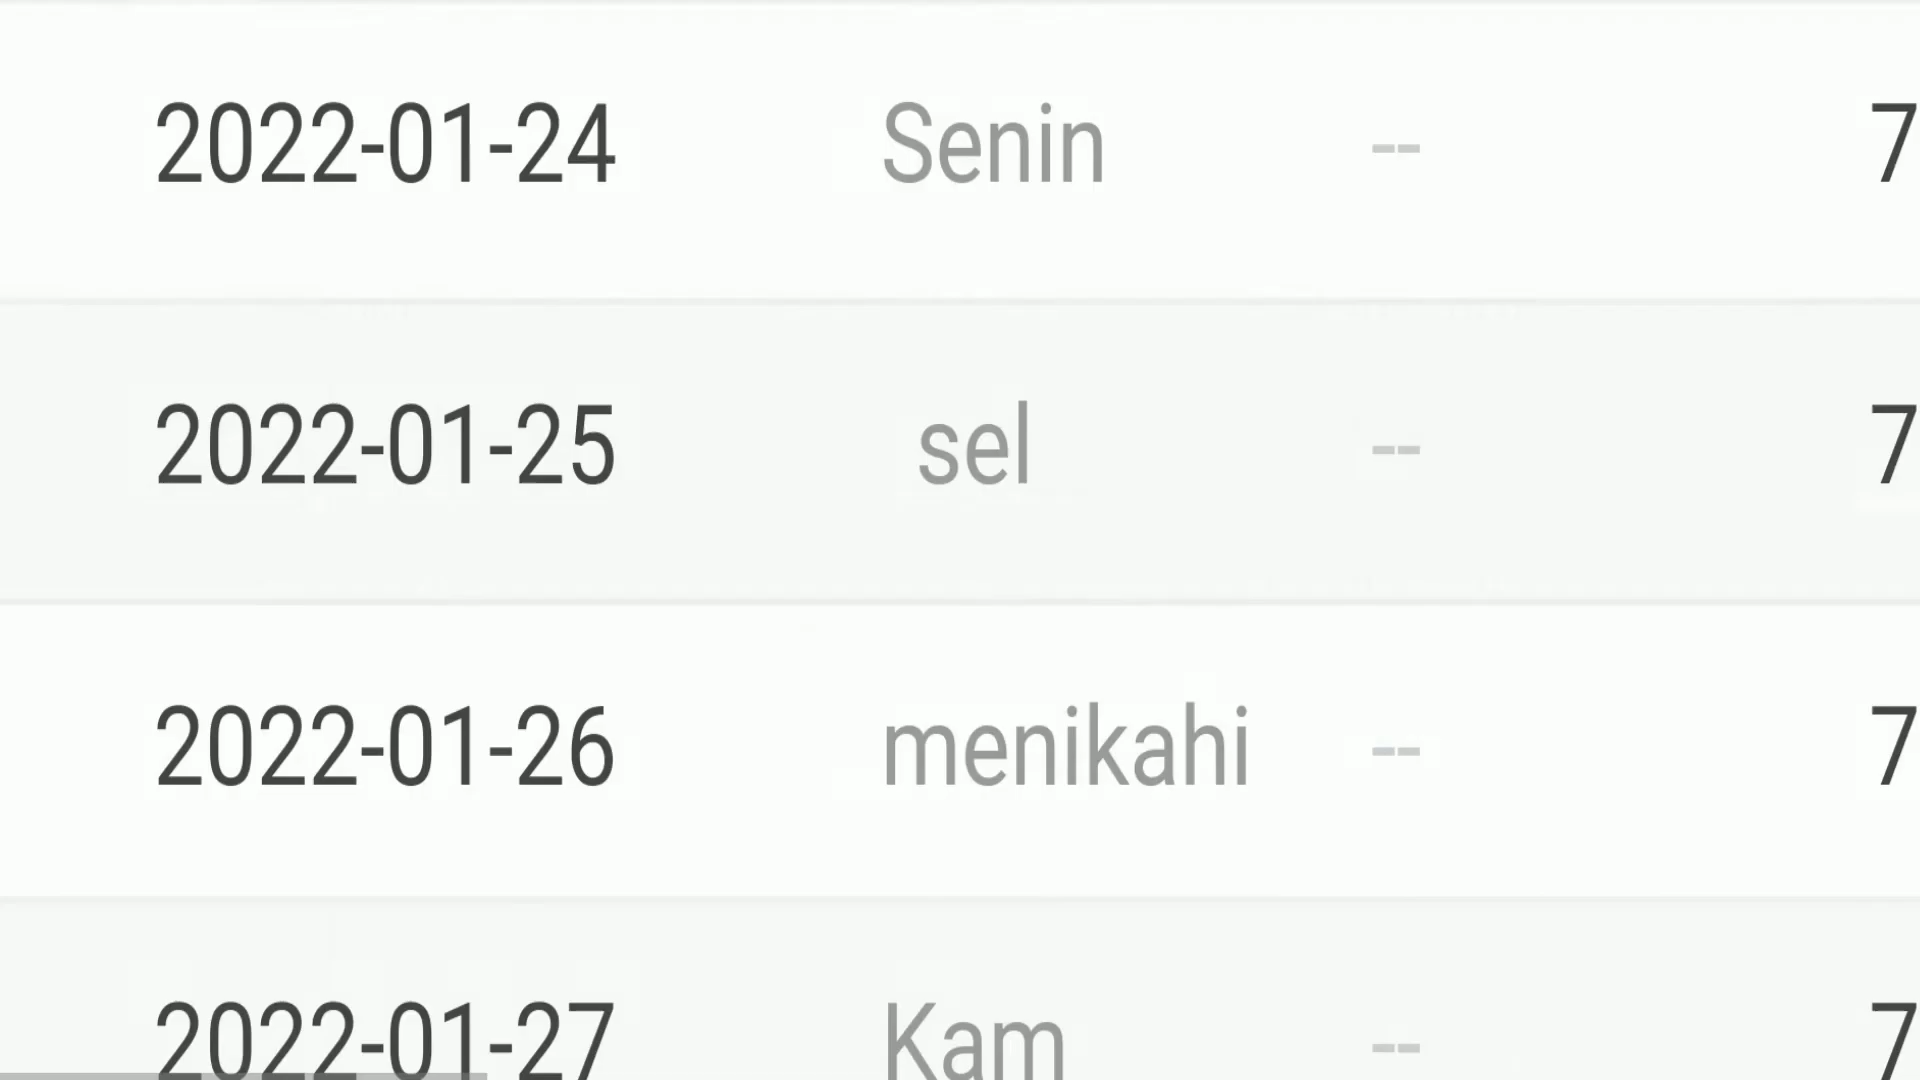 2022-01-24 Senin -- 7
2022-01-25 sel -- 7
2022-01-26 menikahi -- 7
2022-01-27 Kam -- 7